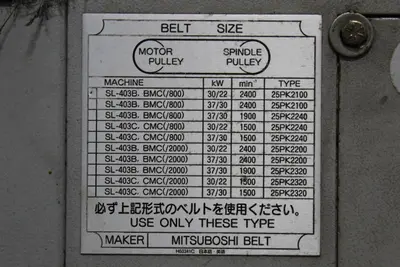 BELT SIZE
MOTOR PULLEY SPINDLE PULLEY
MACHINE kW min⁻¹ TYPE
SL-403B, BMC(/800) 30/22 2400 25PK2100
SL-403B, BMC(/800) 37/30 2400 25PK2100
SL-403B, BMC(/800) 37/30 1900 25PK2240
SL-403C, CMC(/800) 30/22 1500 25PK2240
SL-403C, CMC(/800) 37/30 1500 25PK2240
SL-403B, BMC(/2000) 30/22 2400 25PK2200
SL-403B, BMC(/2000) 37/30 2400 25PK2200
SL-403B, BMC(/2000) 37/30 1900 25PK2320
SL-403C, CMC(/2000) 30/22 1500 25PK2320
SL-403C, CMC(/2000) 37/30 1500 25PK2320
必ず上記形式のベルトを使用ください。
USE ONLY THESE TYPE
MAKER MITSUBOSHI BELT